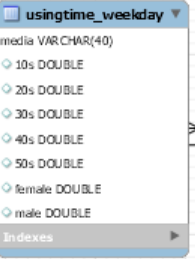 usingtime_weekday
media VARCHAR(40)
10s DOUBLE
20s DOUBLE
30s DOUBLE
40s DOUBLE
50s DOUBLE
female DOUBLE
male DOUBLE
Indexes